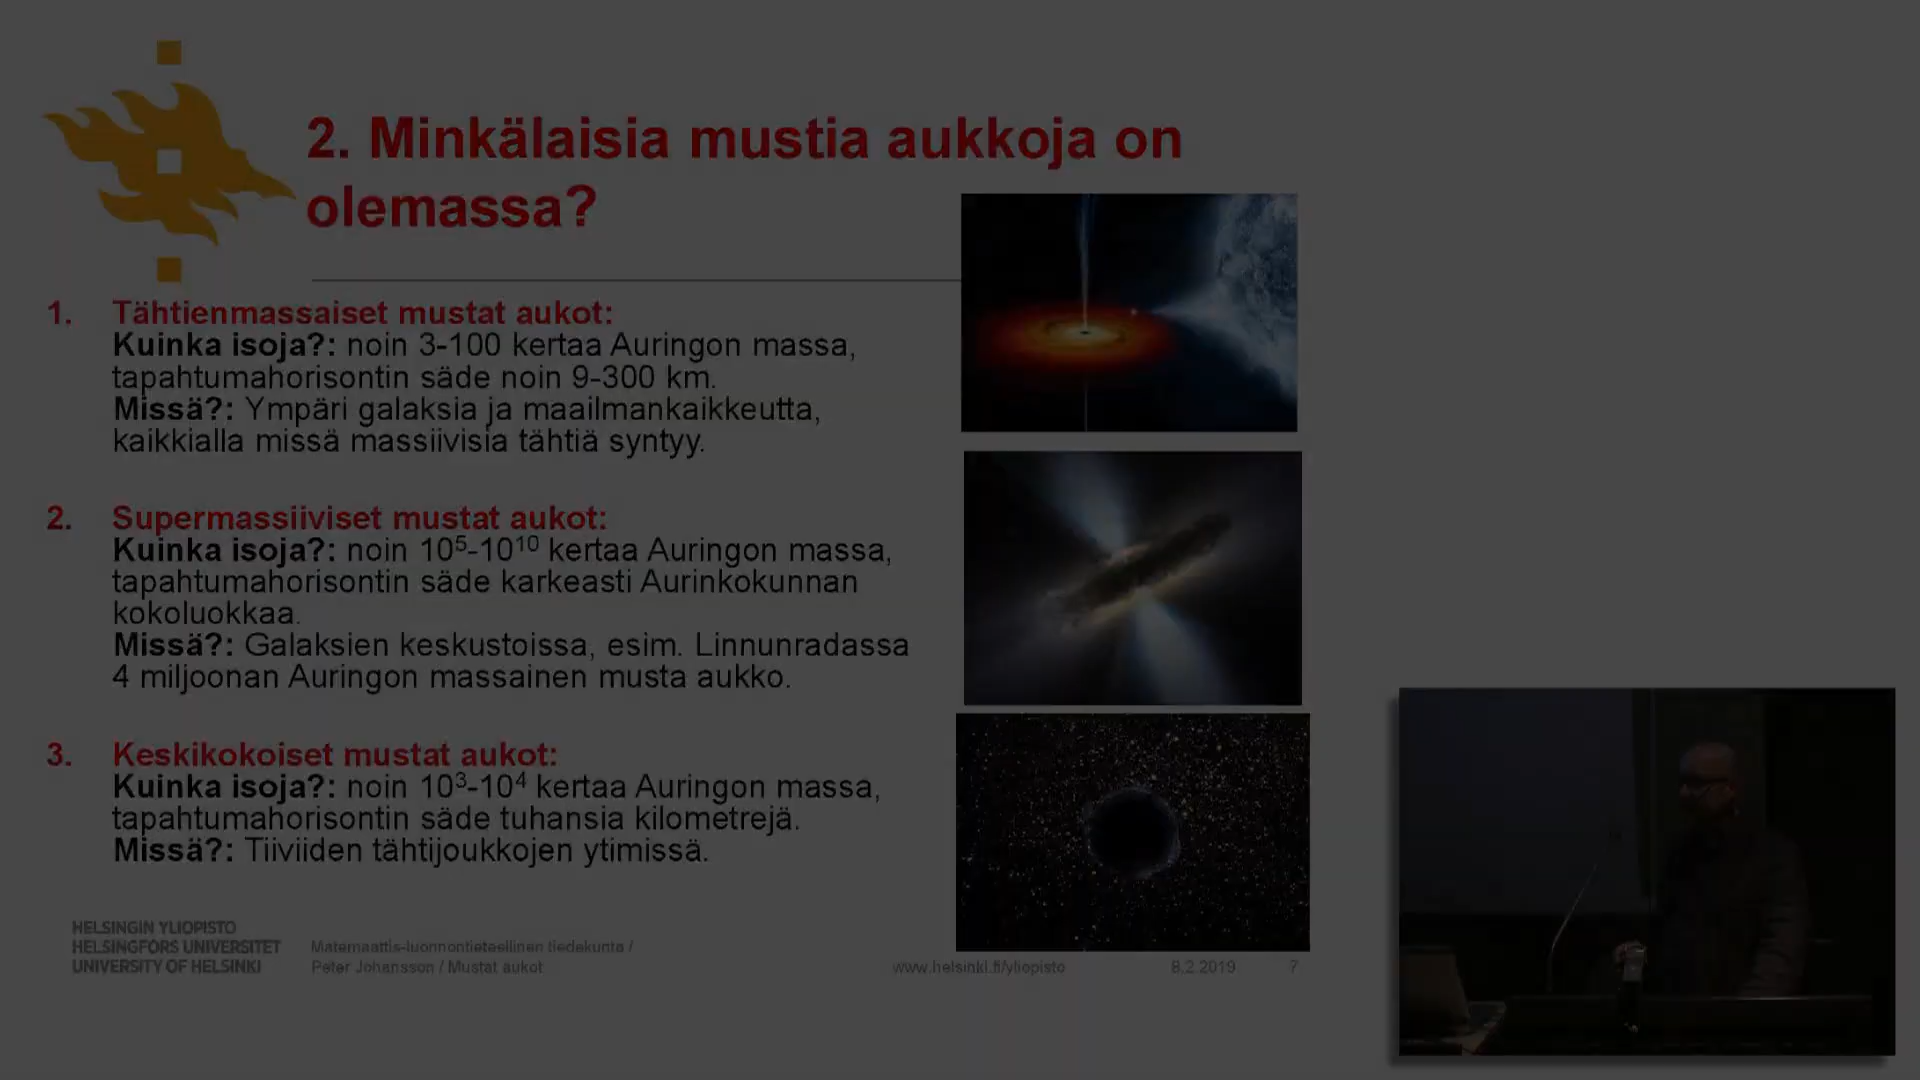 2. Minkälaisia mustia aukkoja on
olemassa?
1. Tähtienmassaiset mustat aukot:
Kuinka isoja?: noin 3-100 kertaa Auringon massa,
tapahtumahorisontin säde noin 9-300 km.
Missä?: Ympäri galaksia ja maailmankaikkeutta,
kaikkialla missä massiivisia tähtiä syntyy.
2. Supermassiiviset mustat aukot:
Kuinka isoja?: noin 10⁵-10¹⁰ kertaa Auringon massa,
tapahtumahorisontin säde karkeasti Aurinkokunnan
kokoluokkaa.
Missä?: Galaksien keskustoissa, esim. Linnunradassa
4 miljoonan Auringon massainen musta aukko.
3. Keskikokoiset mustat aukot:
Kuinka isoja?: noin 10³-10⁴ kertaa Auringon massa,
tapahtumahorisontin säde tuhansia kilometrejä.
Missä?: Tiiviiden tähtijoukkojen ytimissä.
HELSINGIN YLIOPISTO
HELSINGFORS UNIVERSITET
UNIVERSITY OF HELSINKI
Matemaattis-luonnontieteellinen tiedekunta /
Peter Johansson / Mustat aukot
www.helsinki.fi/yliopisto
8.2.2019
7